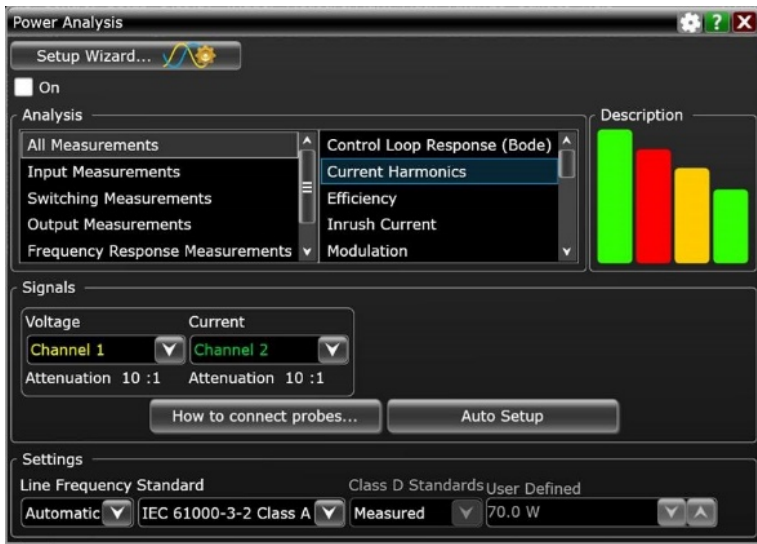 Power Analysis ?
Setup Wizard...
On
Analysis
Description
All Measurements
Input Measurements
Switching Measurements
Output Measurements
Frequency Response Measurements
Control Loop Response (Bode)
Current Harmonics
Efficiency
Inrush Current
Modulation
Signals
Voltage Current
Channel 1 Channel 2
Attenuation 10 :1 Attenuation 10 :1
How to connect probes... Auto Setup
Settings
Line Frequency Standard Class D Standards User Defined
Automatic IEC 61000-3-2 Class A Measured 70.0 W